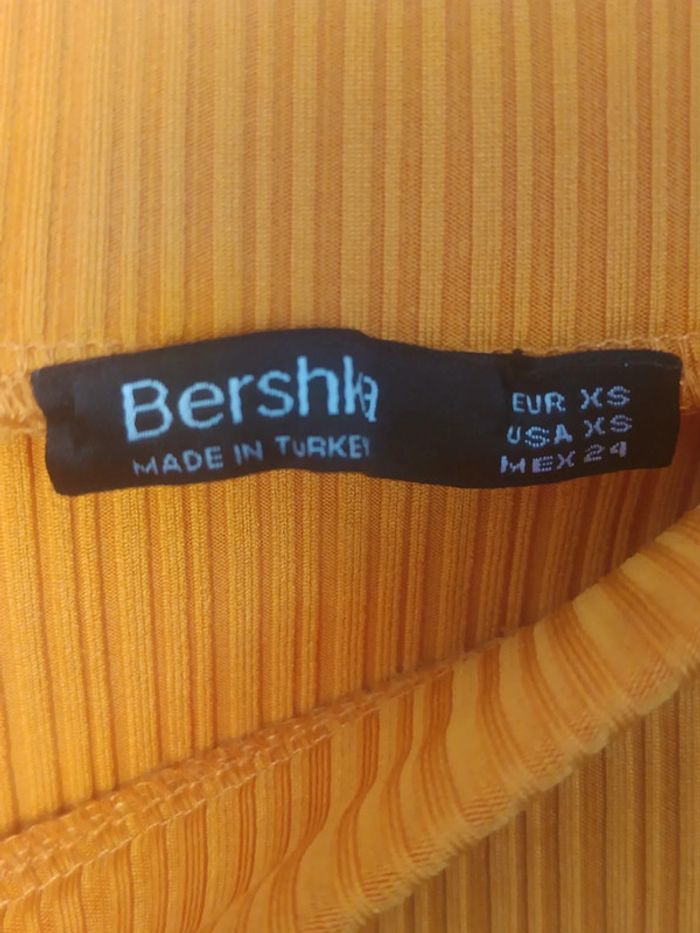 Bershka
MADE IN TURKEY
EUR XS
USA XS
MEX 24